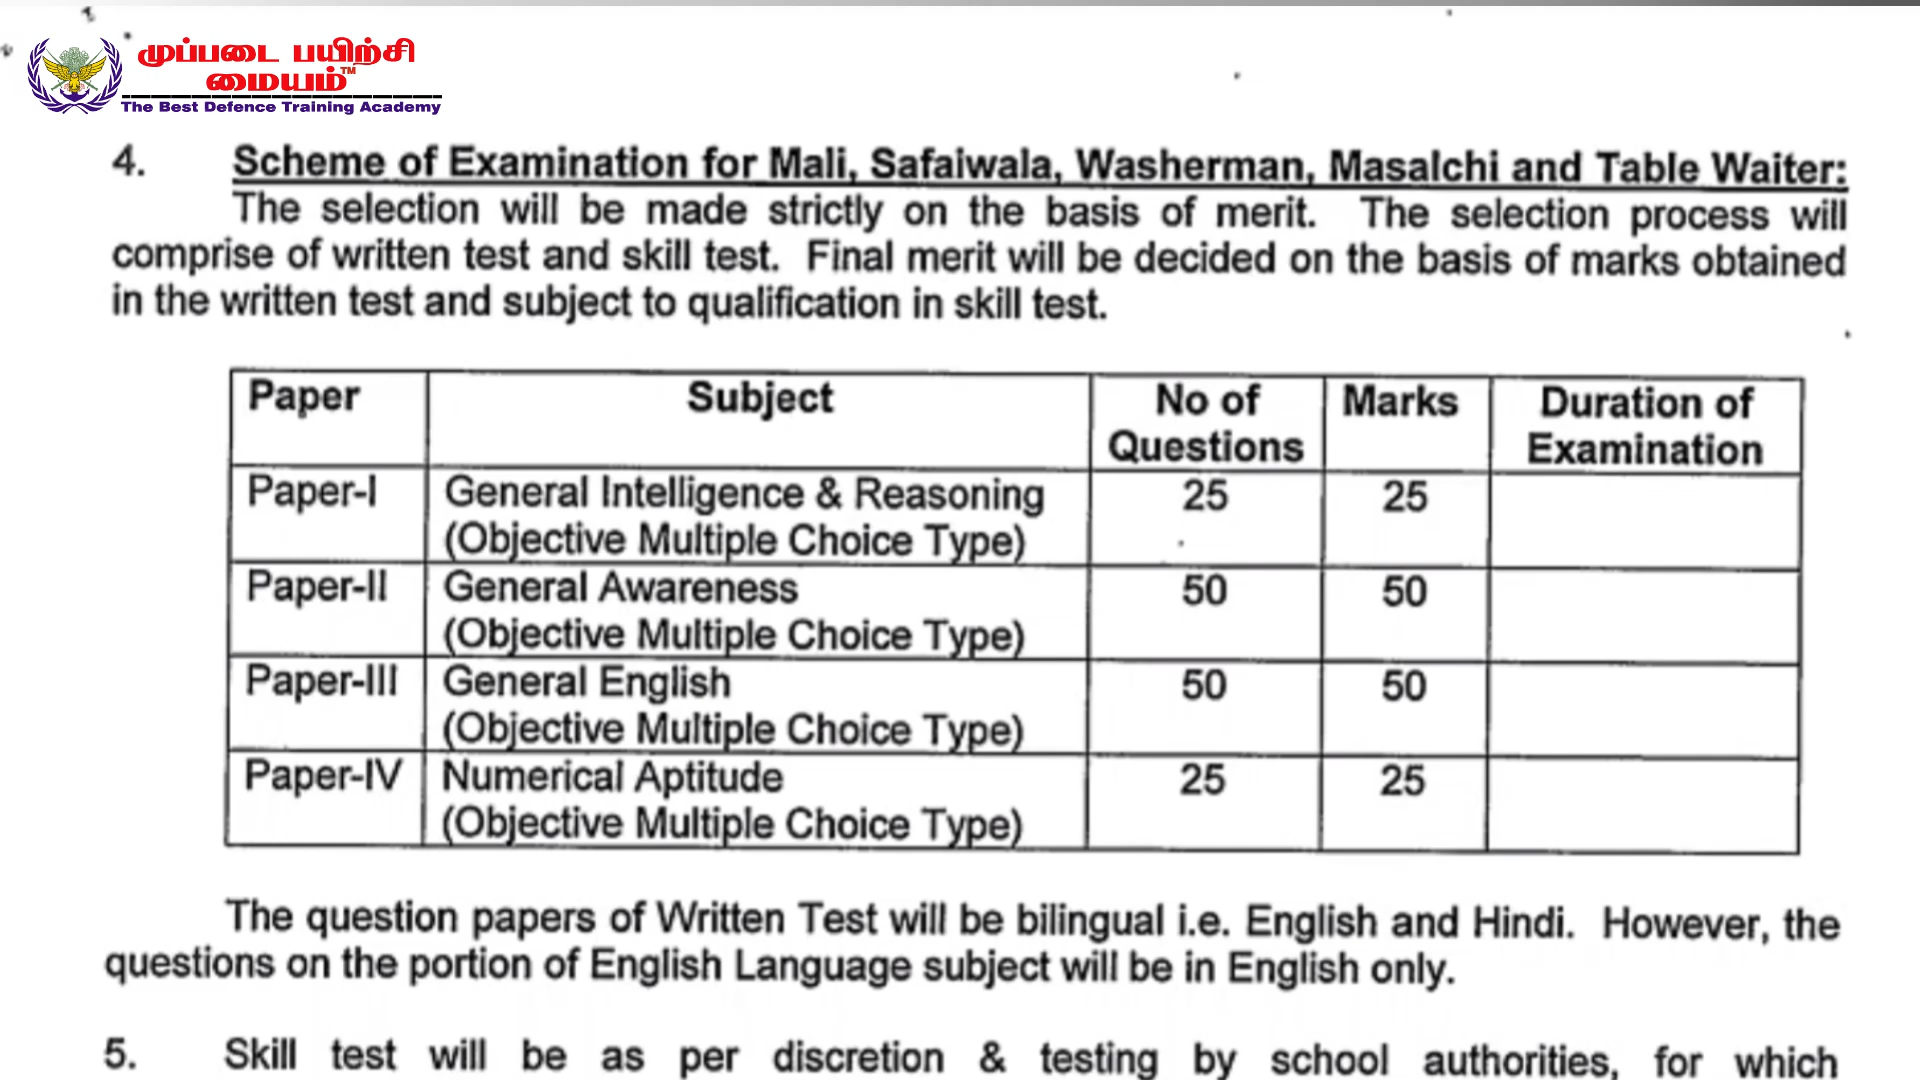 முப்படை பயிற்சி
மையம்™
The Best Defence Training Academy
4. Scheme of Examination for Mali, Safaiwala, Washerman, Masalchi and Table Waiter:
The selection will be made strictly on the basis of merit. The selection process will
comprise of written test and skill test. Final merit will be decided on the basis of marks obtained
in the written test and subject to qualification in skill test.
Paper Subject No of Questions Marks Duration of Examination
Paper-I General Intelligence & Reasoning 25 25
(Objective Multiple Choice Type)
Paper-II General Awareness 50 50
(Objective Multiple Choice Type)
Paper-III General English 50 50
(Objective Multiple Choice Type)
Paper-IV Numerical Aptitude 25 25
(Objective Multiple Choice Type)
The question papers of Written Test will be bilingual i.e. English and Hindi. However, the
questions on the portion of English Language subject will be in English only.
5. Skill test will be as per discretion & testing by school authorities, for which